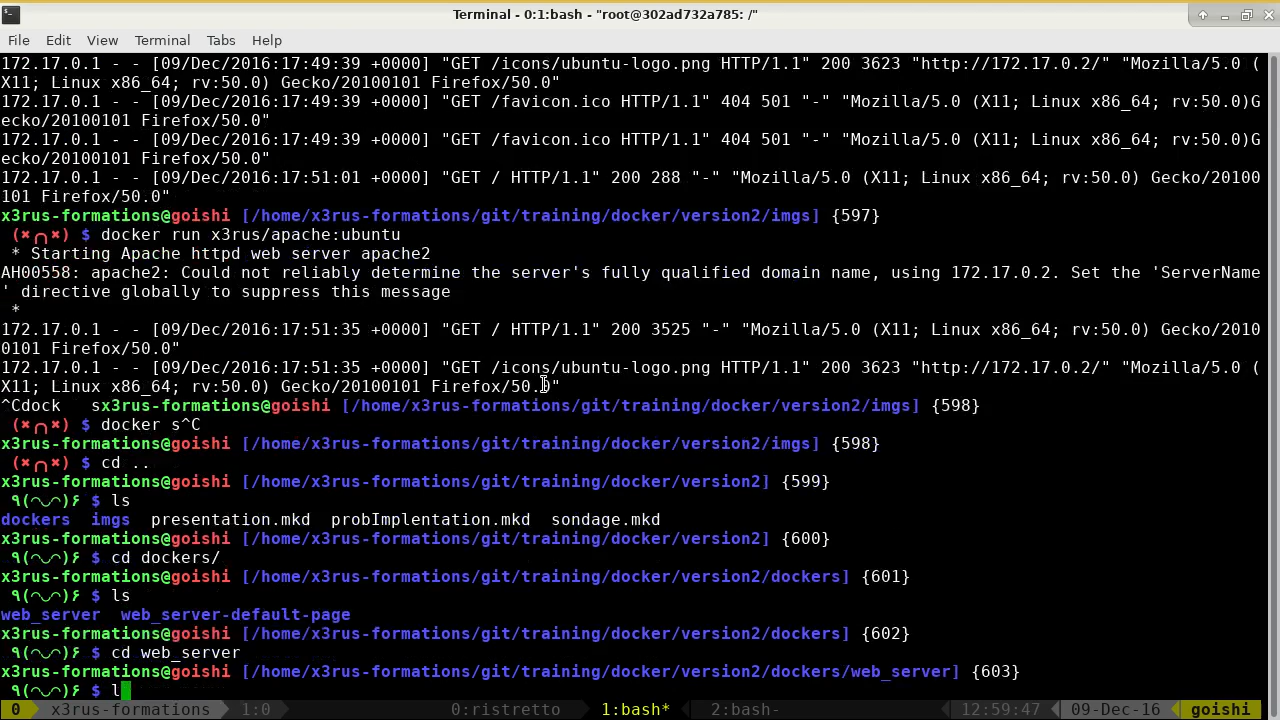 Terminal - 0:1:bash - "root@302ad732a785: /"
File Edit View Terminal Tabs Help
172.17.0.1 - - [09/Dec/2016:17:49:39 +0000] "GET /icons/ubuntu-logo.png HTTP/1.1" 200 3623 "http://172.17.0.2/" "Mozilla/5.0 (
X11; Linux x86_64; rv:50.0) Gecko/20100101 Firefox/50.0"
172.17.0.1 - - [09/Dec/2016:17:49:39 +0000] "GET /favicon.ico HTTP/1.1" 404 501 "-" "Mozilla/5.0 (X11; Linux x86_64; rv:50.0)G
ecko/20100101 Firefox/50.0"
172.17.0.1 - - [09/Dec/2016:17:49:39 +0000] "GET /favicon.ico HTTP/1.1" 404 501 "-" "Mozilla/5.0 (X11; Linux x86_64; rv:50.0)G
ecko/20100101 Firefox/50.0"
172.17.0.1 - - [09/Dec/2016:17:51:01 +0000] "GET / HTTP/1.1" 200 288 "-" "Mozilla/5.0 (X11; Linux x86_64; rv:50.0) Gecko/20100
101 Firefox/50.0"
x3rus-formations@goishi [/home/x3rus-formations/git/training/docker/version2/imgs] {597}
(✖╭╮✖) $ docker run x3rus/apache:ubuntu
* Starting Apache httpd web server apache2
AH00558: apache2: Could not reliably determine the server's fully qualified domain name, using 172.17.0.2. Set the 'ServerName
' directive globally to suppress this message
*
172.17.0.1 - - [09/Dec/2016:17:51:35 +0000] "GET / HTTP/1.1" 200 3525 "-" "Mozilla/5.0 (X11; Linux x86_64; rv:50.0) Gecko/2010
0101 Firefox/50.0"
172.17.0.1 - - [09/Dec/2016:17:51:35 +0000] "GET /icons/ubuntu-logo.png HTTP/1.1" 200 3623 "http://172.17.0.2/" "Mozilla/5.0 (
X11; Linux x86_64; rv:50.0) Gecko/20100101 Firefox/50.0"
^Cdock   sx3rus-formations@goishi [/home/x3rus-formations/git/training/docker/version2/imgs] {598}
(✖╭╮✖) $ docker s^C
x3rus-formations@goishi [/home/x3rus-formations/git/training/docker/version2/imgs] {598}
(✖╭╮✖) $ cd ..
x3rus-formations@goishi [/home/x3rus-formations/git/training/docker/version2] {599}
٩(◠◡◠)۶ $ ls
dockers imgs presentation.mkd probImplentation.mkd sondage.mkd
x3rus-formations@goishi [/home/x3rus-formations/git/training/docker/version2] {600}
٩(◠◡◠)۶ $ cd dockers/
x3rus-formations@goishi [/home/x3rus-formations/git/training/docker/version2/dockers] {601}
٩(◠◡◠)۶ $ ls
web_server web_server-default-page
x3rus-formations@goishi [/home/x3rus-formations/git/training/docker/version2/dockers] {602}
٩(◠◡◠)۶ $ cd web_server
x3rus-formations@goishi [/home/x3rus-formations/git/training/docker/version2/dockers/web_server] {603}
٩(◠◡◠)۶ $ l
0 x3rus-formations 1:0 0:ristretto 1:bash* 2:bash- 12:59:47 09-Dec-16 goishi